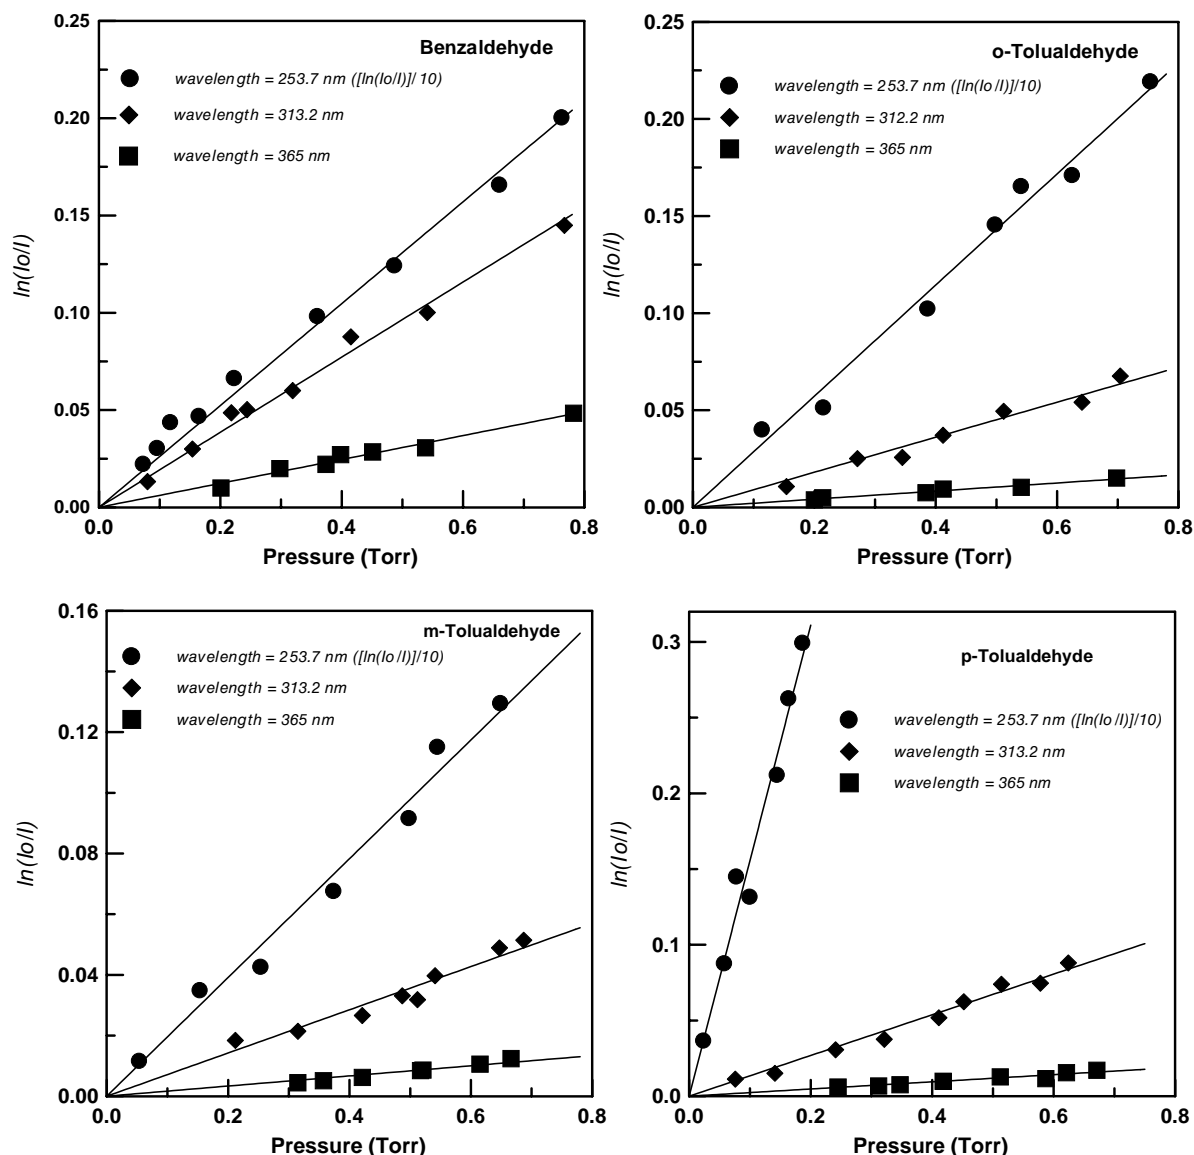 Benzaldehyde
wavelength = 253.7 nm ([ln(Io/I)]/10)
wavelength = 313.2 nm
wavelength = 365 nm
0.25
0.20
0.15
0.10
0.05
0.00
ln(Io/I)
0.0 0.2 0.4 0.6 0.8
Pressure (Torr)
o-Tolualdehyde
wavelength = 253.7 nm ([ln(Io/I)]/10)
wavelength = 312.2 nm
wavelength = 365 nm
0.25
0.20
0.15
0.10
0.05
0.00
ln(Io/I)
0.0 0.2 0.4 0.6 0.8
Pressure (Torr)
m-Tolualdehyde
wavelength = 253.7 nm ([ln(Io/I)]/10)
wavelength = 313.2 nm
wavelength = 365 nm
0.16
0.12
0.08
0.04
0.00
ln(Io/I)
0.0 0.2 0.4 0.6 0.8
Pressure (Torr)
p-Tolualdehyde
wavelength = 253.7 nm ([ln(Io/I)]/10)
wavelength = 313.2 nm
wavelength = 365 nm
0.3
0.2
0.1
0.0
ln(Io/I)
0.0 0.2 0.4 0.6 0.8
Pressure (Torr)